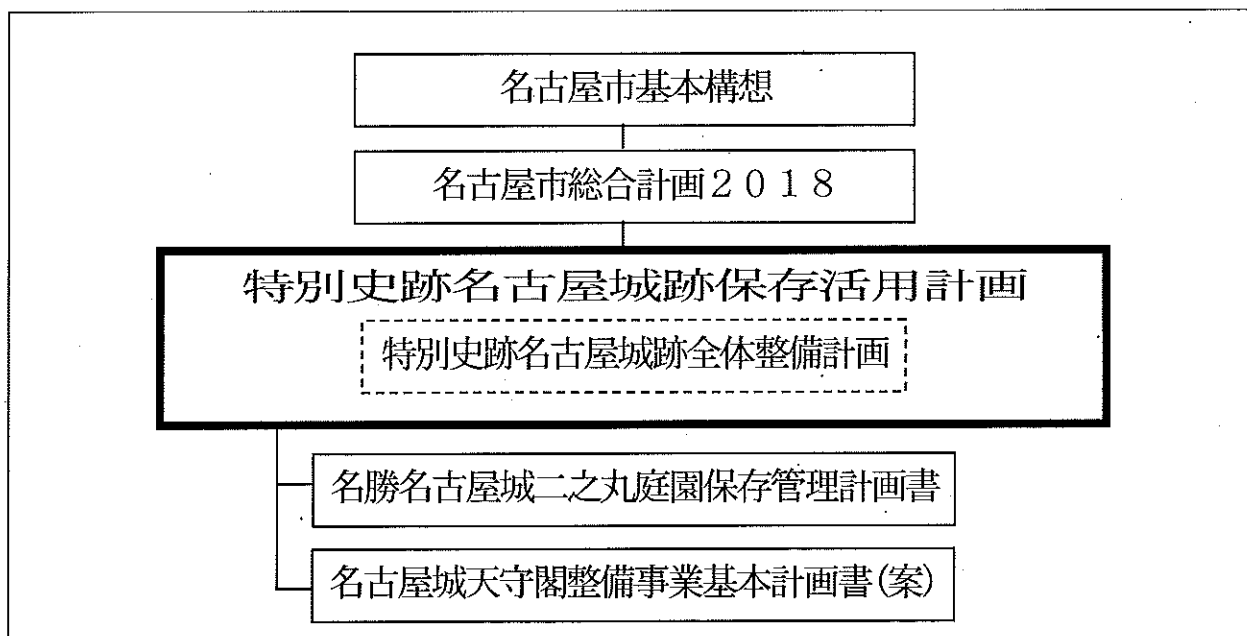 名古屋市基本構想
名古屋市総合計画２０１８
特別史跡名古屋城跡保存活用計画
特別史跡名古屋城跡全体整備計画
名勝名古屋城二之丸庭園保存管理計画書
名古屋城天守閣整備事業基本計画書(案)